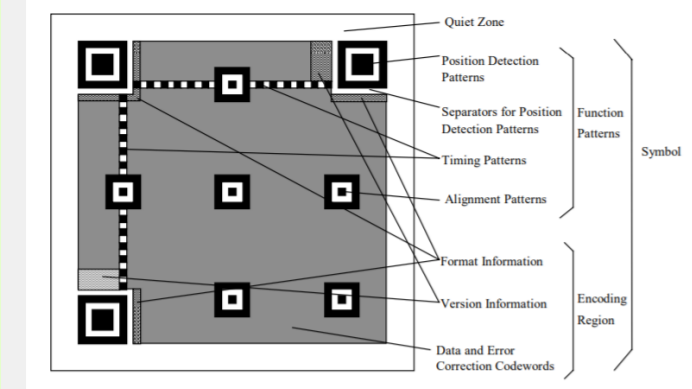 Quiet Zone
Position Detection
Patterns
Separators for Position
Detection Patterns
Timing Patterns
Alignment Patterns
Format Information
Version Information
Data and Error
Correction Codewords
Function
Patterns
Encoding
Region
Symbol